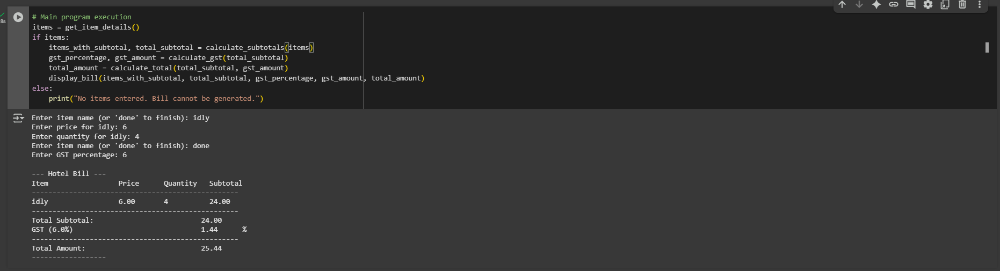 # Main program execution
items = get_item_details()
if items:
    items_with_subtotal, total_subtotal = calculate_subtotals(items)
    gst_percentage, gst_amount = calculate_gst(total_subtotal)
    total_amount = calculate_total(total_subtotal, gst_amount)
    display_bill(items_with_subtotal, total_subtotal, gst_percentage, gst_amount, total_amount)
else:
    print("No items entered. Bill cannot be generated.")
8s
Enter item name (or 'done' to finish): idly
Enter price for idly: 6
Enter quantity for idly: 4
Enter item name (or 'done' to finish): done
Enter GST percentage: 6
--- Hotel Bill ---
Item                 Price      Quantity   Subtotal
--------------------------------------------------
idly                 6.00       4          24.00
--------------------------------------------------
Total Subtotal:                          24.00
GST (6.0%)                               1.44      %
--------------------------------------------------
Total Amount:                            25.44
------------------